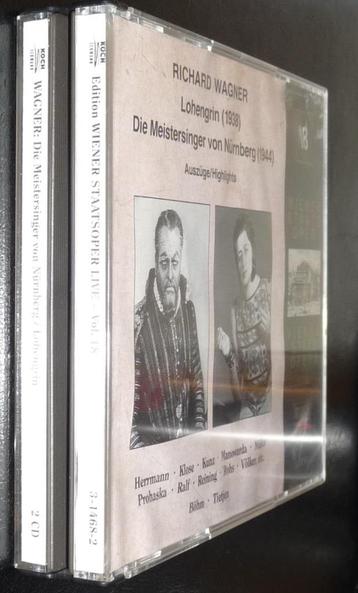 KOCH
SCHWANN
WAGNER: Die Meistersinger von Nürnberg / Lohengrin
2 CD
KOCH
SCHWANN
Edition WIENER STAATSOPER LIVE - Vol. 18
3-1468-2
RICHARD WAGNER
Lohengrin (1938)
Die Meistersinger von Nürnberg (1944)
Auszüge/Highlights
18
Herrmann · Klose · Kunz · Manowarda ·
Prohaska · Ralf · Reining · Völker etc.
Böhm · Tietjen